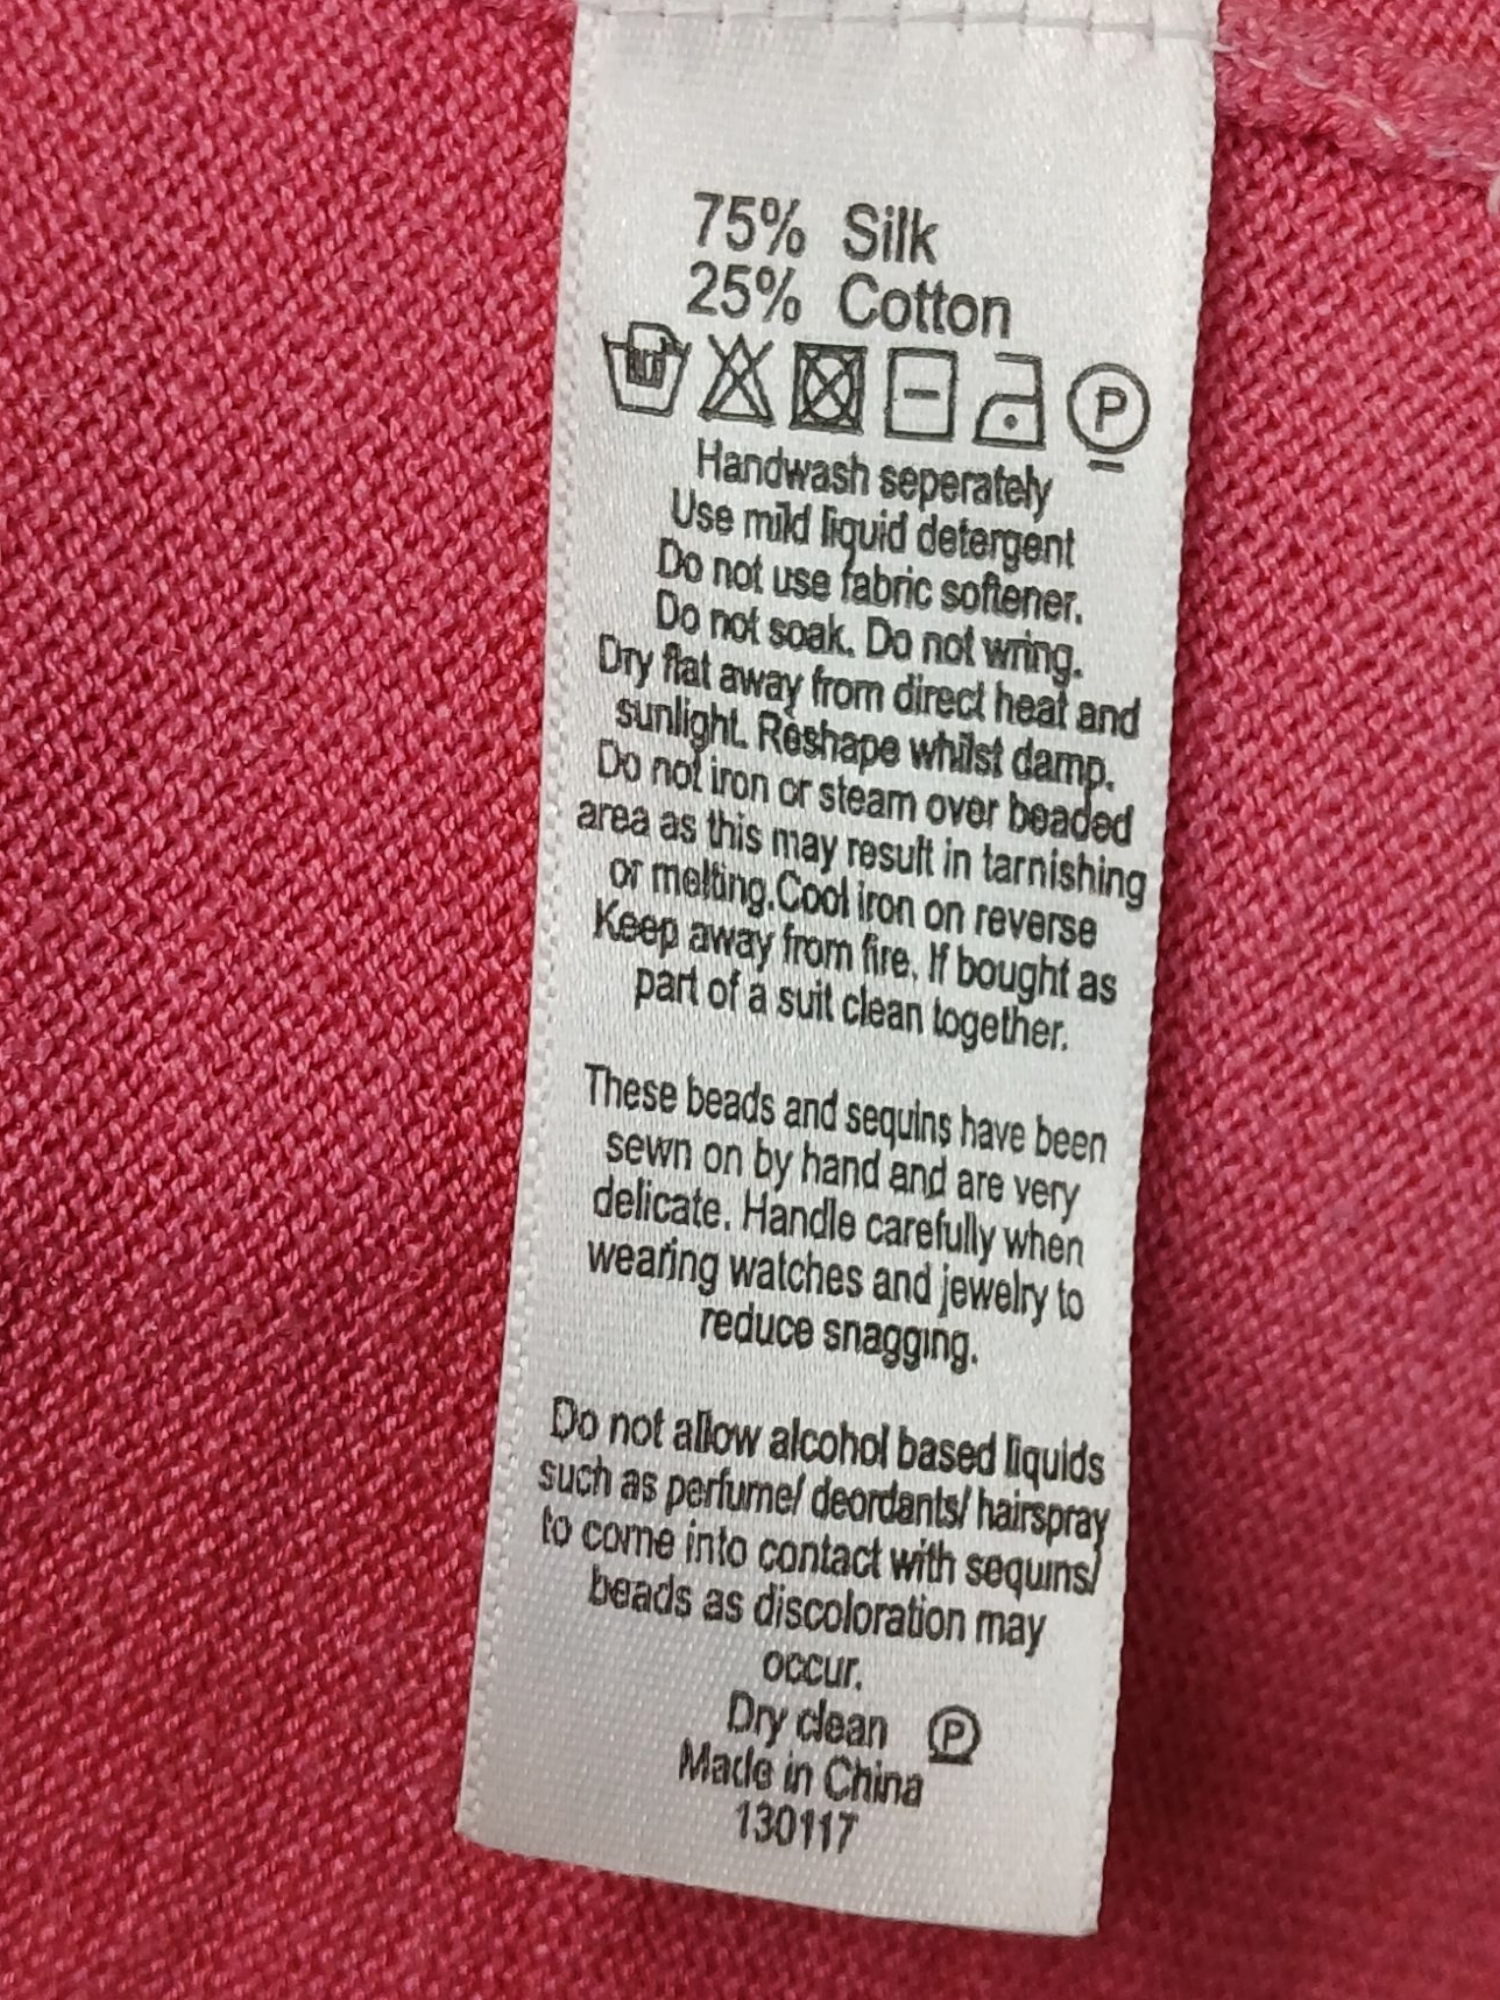 75% Silk
25% Cotton
P
Handwash seperately
Use mild liquid detergent
Do not use fabric softener.
Do not soak. Do not wring.
Dry flat away from direct heat and
sunlight. Reshape whilst damp.
Do not iron or steam over beaded
area as this may result in tarnishing
or melting.Cool iron on reverse
Keep away from fire. If bought as
part of a suit clean together.
These beads and sequins have been
sewn on by hand and are very
delicate. Handle carefully when
wearing watches and jewelry to
reduce snagging.
Do not allow alcohol based liquids
such as perfume/ deordants/ hairspray
to come into contact with sequins/
beads as discoloration may
occur.
Dry clean P
Made in China
130117